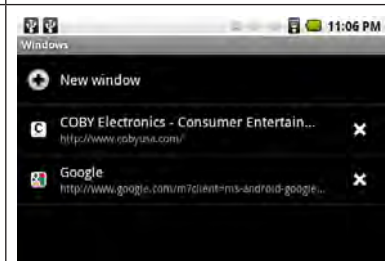 11:06 PM
Windows
New window
COBY Electronics - Consumer Entertain...
http://www.cobyusa.com/
Google
http://www.google.com/m?client=ms-android-google...